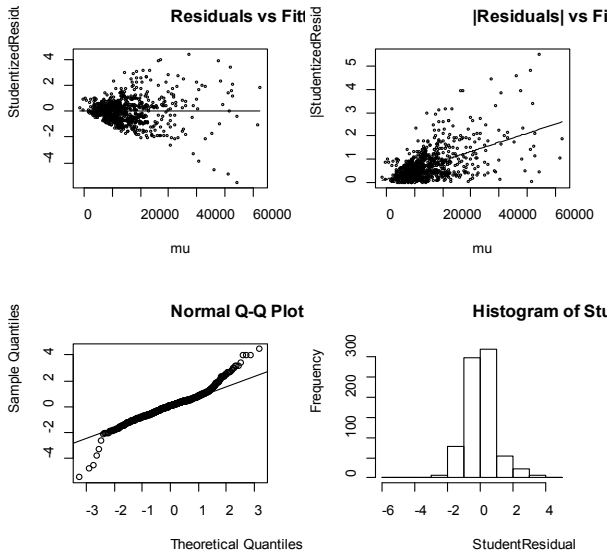 Residuals vs Fit
StudentizedResid
4
2
0
-2
-4
0 20000 40000 60000
mu
|Residuals| vs Fi
|StudentizedResid
5
4
3
2
1
0
0 20000 40000 60000
mu
Normal Q-Q Plot
Sample Quantiles
4
2
0
-2
-4
-3 -2 -1 0 1 2 3
Theoretical Quantiles
Histogram of Stu
Frequency
300
100
0
-6 -4 -2 0 2 4
StudentResidual